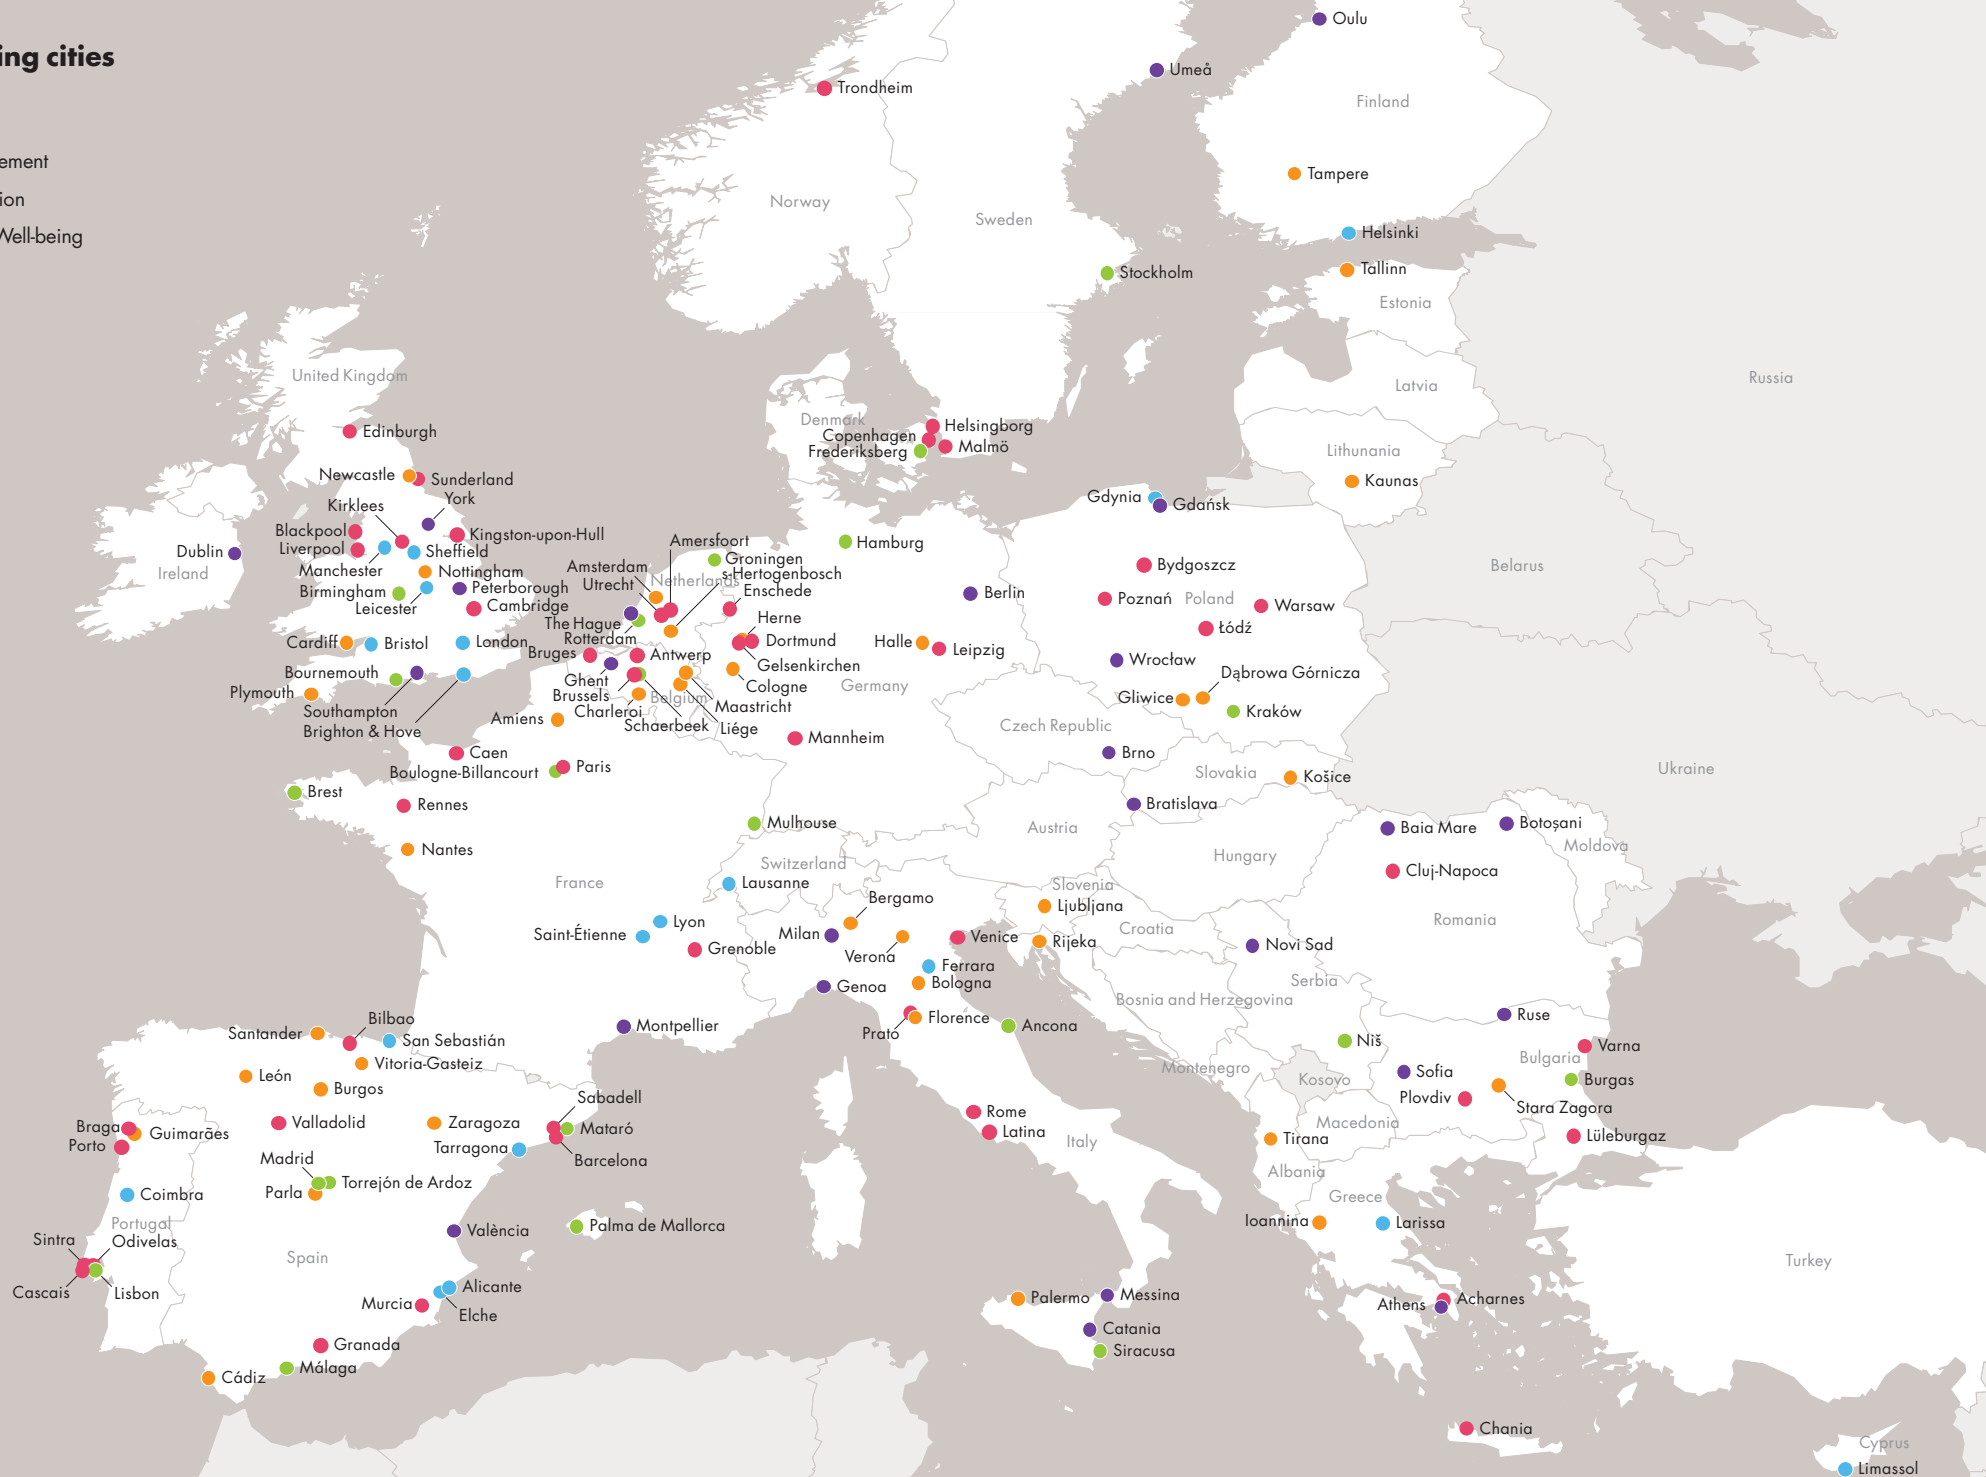 ing cities
ement
ion
Well-being
Oulu
Umeå
Trondheim
Finland
Tampere
Norway
Sweden
Helsinki
Tallinn
Stockholm
Estonia
United Kingdom
Russia
Latvia
Denmark
Helsingborg
Copenhagen
Malmö
Frederiksberg
Edinburgh
Lithuania
Kaunas
Newcastle
Sunderland
York
Kirklees
Gdynia
Gdańsk
Blackpool
Kingston-upon-Hull
Liverpool
Dublin
Sheffield
Manchester
Ireland
Nottingham
Birmingham
Peterborough
Leicester
Cambridge
Amersfoort
Groningen
Amsterdam
Netherlands
s-Hertogenbosch
Utrecht
Enschede
Hamburg
Berlin
Bydgoszcz
Belarus
Poznań
Poland
Warsaw
Łódź
The Hague
Rotterdam
Herne
Dortmund
Halle
Leipzig
Cardiff
Bristol
London
Bruges
Antwerp
Gelsenkirchen
Wrocław
Dąbrowa Górnicza
Bournemouth
Ghent
Cologne
Germany
Gliwice
Plymouth
Brussels
Belgium
Maastricht
Kraków
Southampton
Charleroi
Schaerbeek
Liége
Brighton & Hove
Amiens
Czech Republic
Mannheim
Caen
Brno
Boulogne-Billancourt
Paris
Slovakia
Košice
Ukraine
Brest
Rennes
Bratislava
Mulhouse
Austria
Baia Mare
Botoșani
Moldova
Nantes
Switzerland
Hungary
Cluj-Napoca
France
Lausanne
Slovenia
Bergamo
Ljubljana
Romania
Lyon
Saint-Étienne
Milan
Venice
Croatia
Rijeka
Grenoble
Verona
Novi Sad
Ferrara
Bologna
Serbia
Genoa
Bosnia and Herzegovina
Ruse
Bilbao
Montpellier
Florence
Prato
Ancona
Santander
San Sebastián
Niš
Varna
Vitoria-Gasteiz
Montenegro
Bulgaria
León
Burgos
Kosovo
Sofia
Burgas
Plovdiv
Stara Zagora
Sabadell
Rome
Valladolid
Zaragoza
Mataró
Macedonia
Braga
Guimarães
Latina
Italy
Tirana
Lüleburgaz
Porto
Tarragona
Barcelona
Madrid
Albania
Torrejón de Ardoz
Parla
Coimbra
Greece
Portugal
Palma de Mallorca
Ioannina
Larissa
València
Sintra
Odivelas
Spain
Turkey
Cascais
Lisbon
Alicante
Elche
Murcia
Palermo
Messina
Athens
Acharnes
Catania
Granada
Siracusa
Málaga
Cádiz
Chania
Cyprus
Limassol